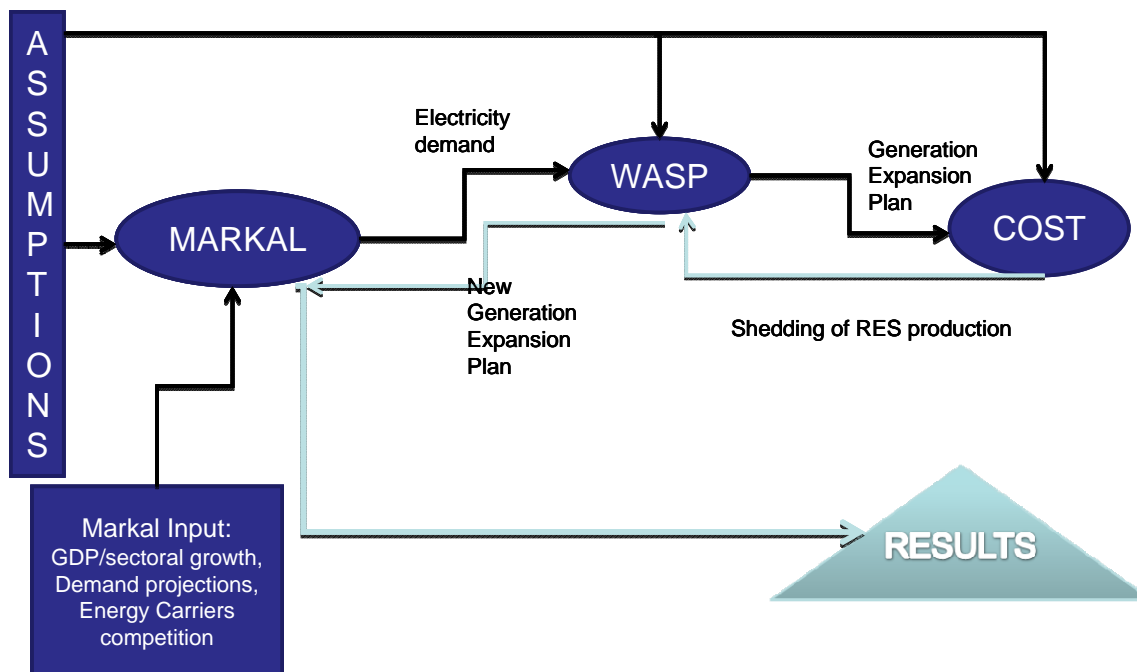 ASSUMPTIONS
Electricity
demand
WASP
Generation
Expansion
Plan
MARKAL
COST
New
Generation
Expansion
Plan
Shedding of RES production
Markal Input:
GDP/sectoral growth,
Demand projections,
Energy Carriers
competition
RESULTS